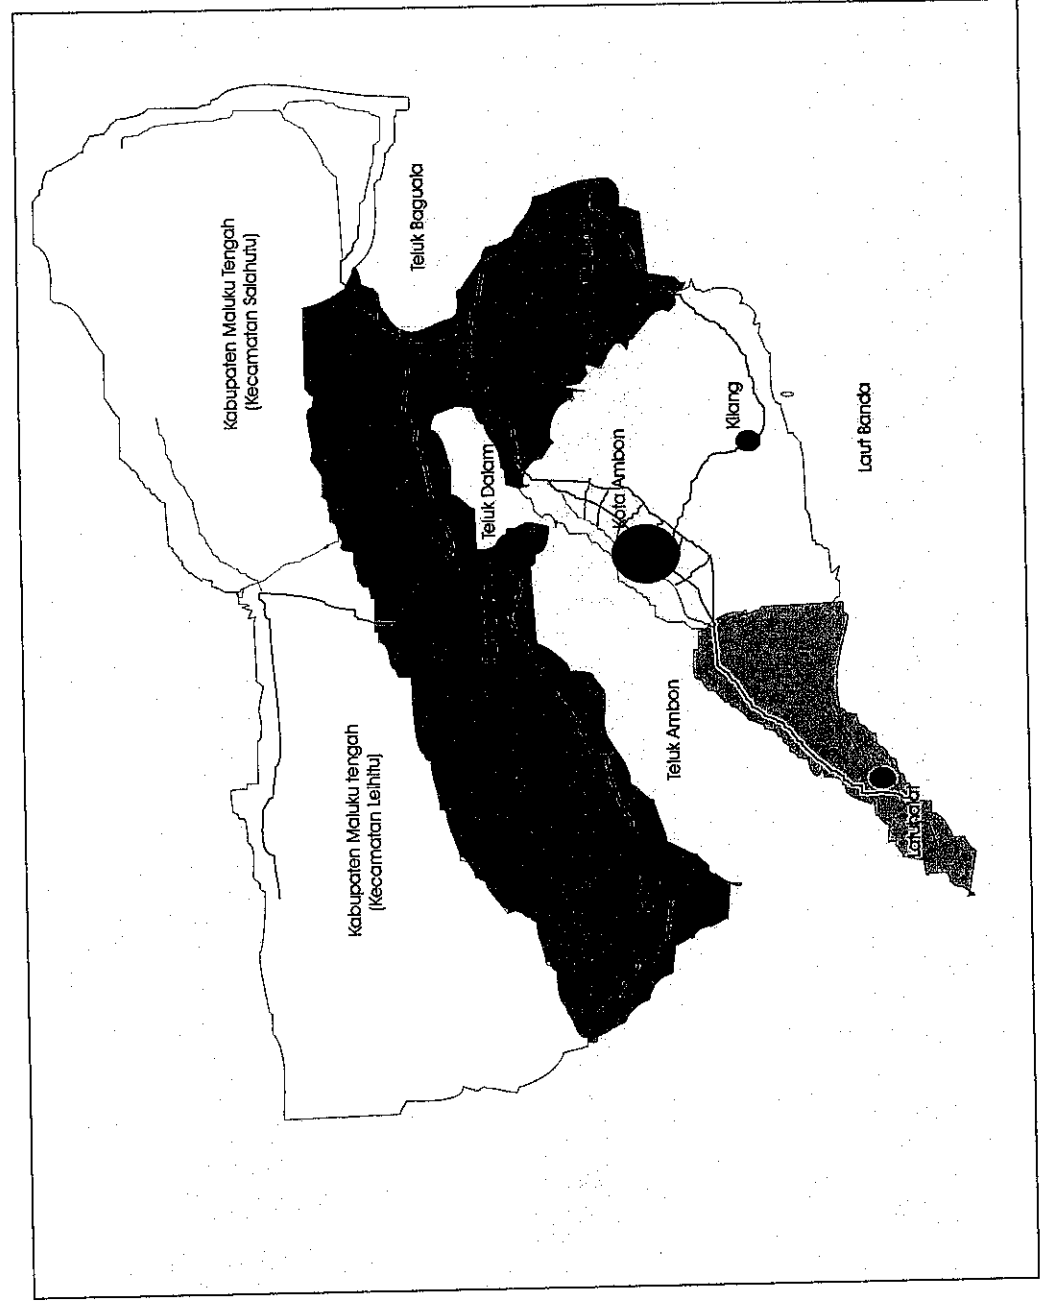 Kabupaten Maluku Tengah
(Kecamatan Salahutu)
Teluk Baguala
Kabupaten Maluku tengah
(Kecamatan Leihitu)
Teluk Dalam
Kota Ambon
Kilang
Teluk Ambon
Laut Banda